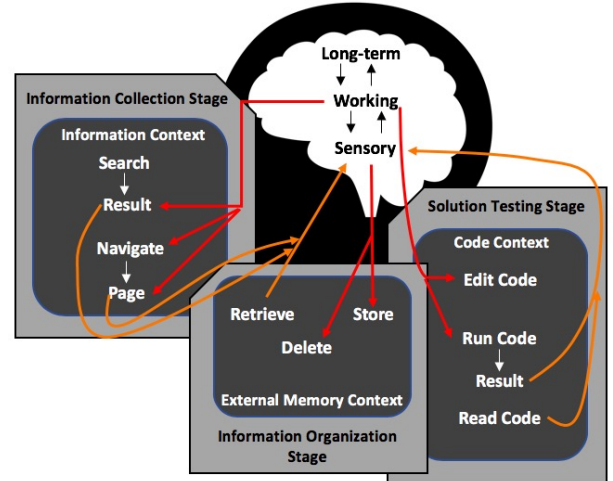 Long-term
Working
Sensory
Information Collection Stage
Information Context
Search
Result
Navigate
Page
Retrieve
Store
Delete
External Memory Context
Information Organization
Stage
Solution Testing Stage
Code Context
Edit Code
Run Code
Result
Read Code